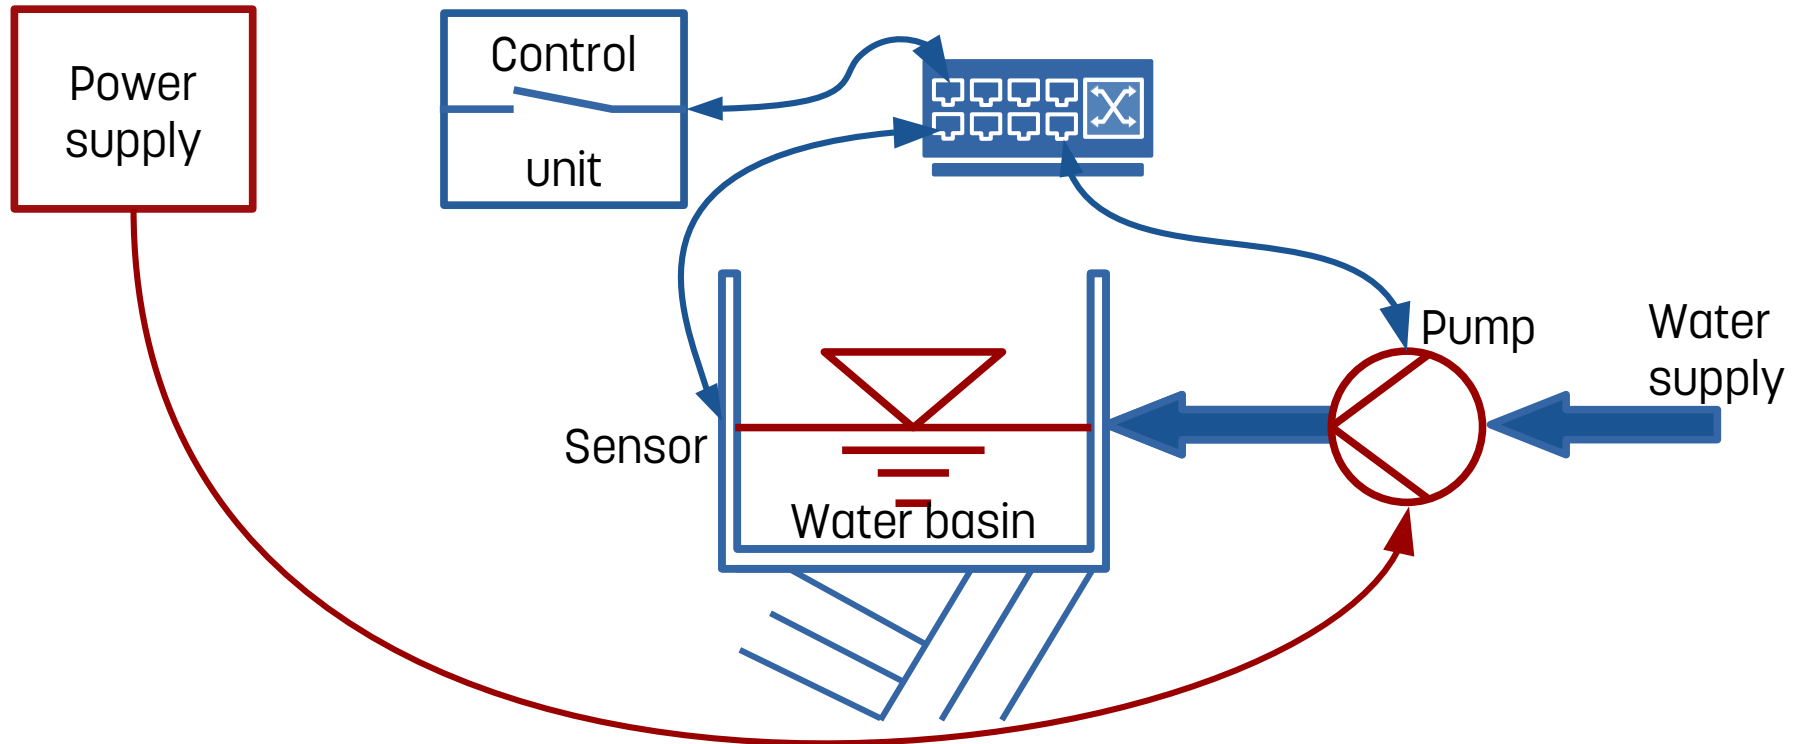 Power
supply
Control
unit
Pump
Water
supply
Sensor
Water basin